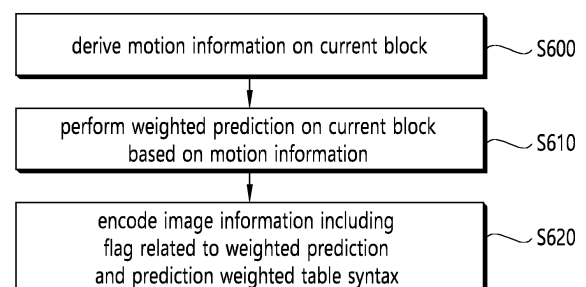 derive motion information on current block
S600
perform weighted prediction on current block
based on motion information
S610
encode image information including
flag related to weighted prediction
and prediction weighted table syntax
S620